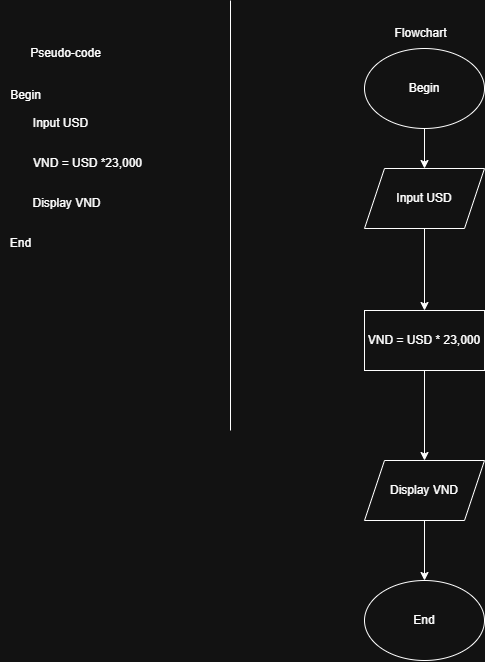 Pseudo-code
Begin
Input USD
VND = USD *23,000
Display VND
End
Flowchart
Begin
Input USD
VND = USD * 23,000
Display VND
End